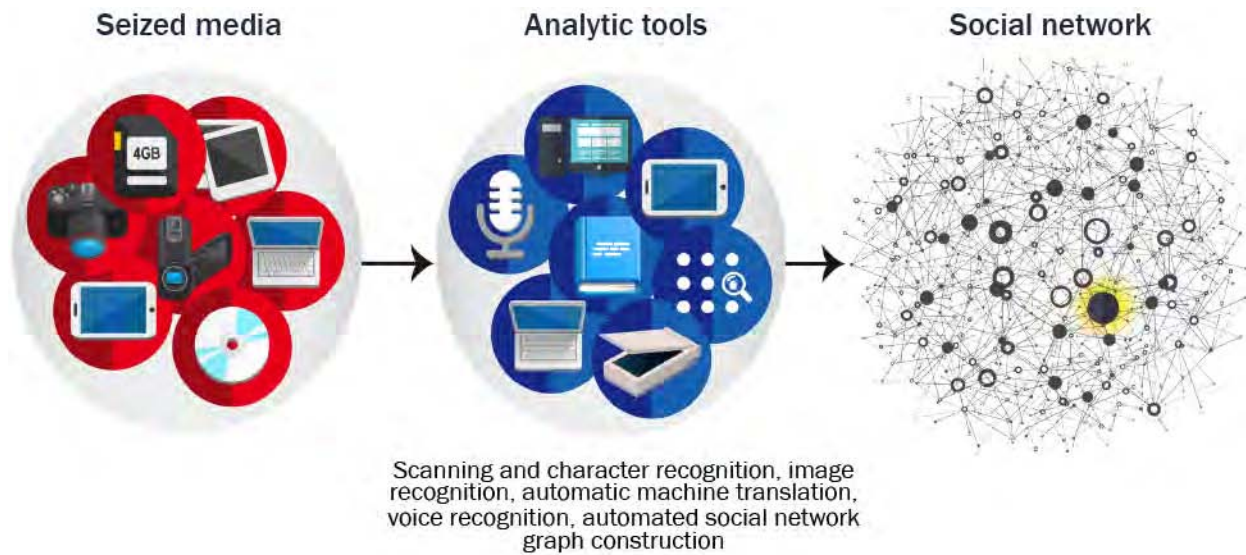 Seized media
Analytic tools
Social network
4GB
Scanning and character recognition, image
recognition, automatic machine translation,
voice recognition, automated social network
graph construction